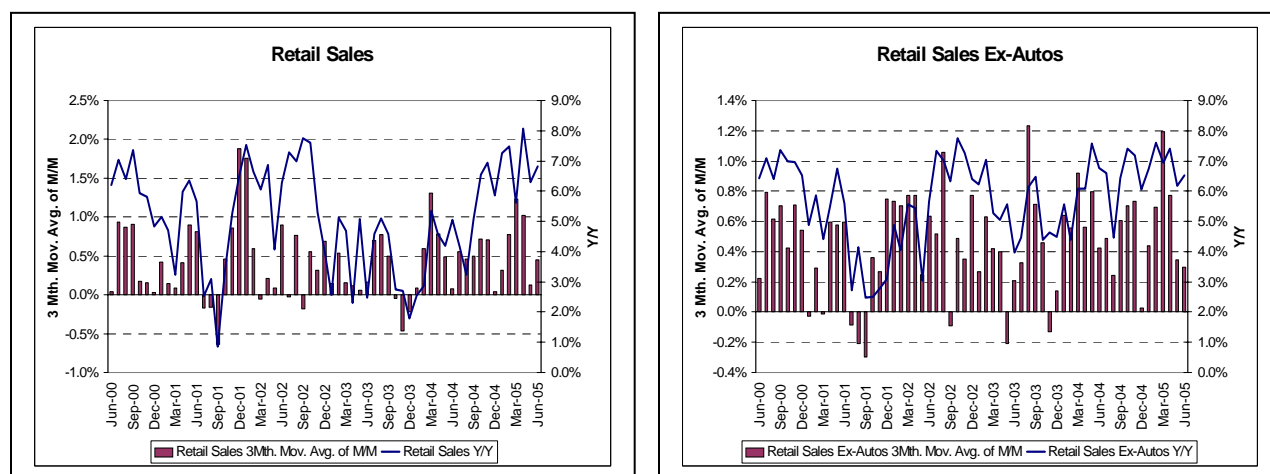 Retail Sales
3 Mth. Mov. Avg. of M/M
2.5%
2.0%
1.5%
1.0%
0.5%
0.0%
-0.5%
-1.0%
9.0%
8.0%
7.0%
6.0%
5.0%
4.0%
3.0%
2.0%
1.0%
0.0%
Y/Y
Jun-00
Sep-00
Dec-00
Mar-01
Jun-01
Sep-01
Dec-01
Mar-02
Jun-02
Sep-02
Dec-02
Mar-03
Jun-03
Sep-03
Dec-03
Mar-04
Jun-04
Sep-04
Dec-04
Mar-05
Jun-05
Retail Sales 3Mth. Mov. Avg. of M/M
Retail Sales Y/Y
Retail Sales Ex-Autos
3 Mth. Mov. Avg. of M/M
1.4%
1.2%
1.0%
0.8%
0.6%
0.4%
0.2%
0.0%
-0.2%
-0.4%
9.0%
8.0%
7.0%
6.0%
5.0%
4.0%
3.0%
2.0%
1.0%
0.0%
Y/Y
Jun-00
Sep-00
Dec-00
Mar-01
Jun-01
Sep-01
Dec-01
Mar-02
Jun-02
Sep-02
Dec-02
Mar-03
Jun-03
Sep-03
Dec-03
Mar-04
Jun-04
Sep-04
Dec-04
Mar-05
Jun-05
Retail Sales Ex-Autos 3Mth. Mov. Avg. of M/M
Retail Sales Ex-Autos Y/Y